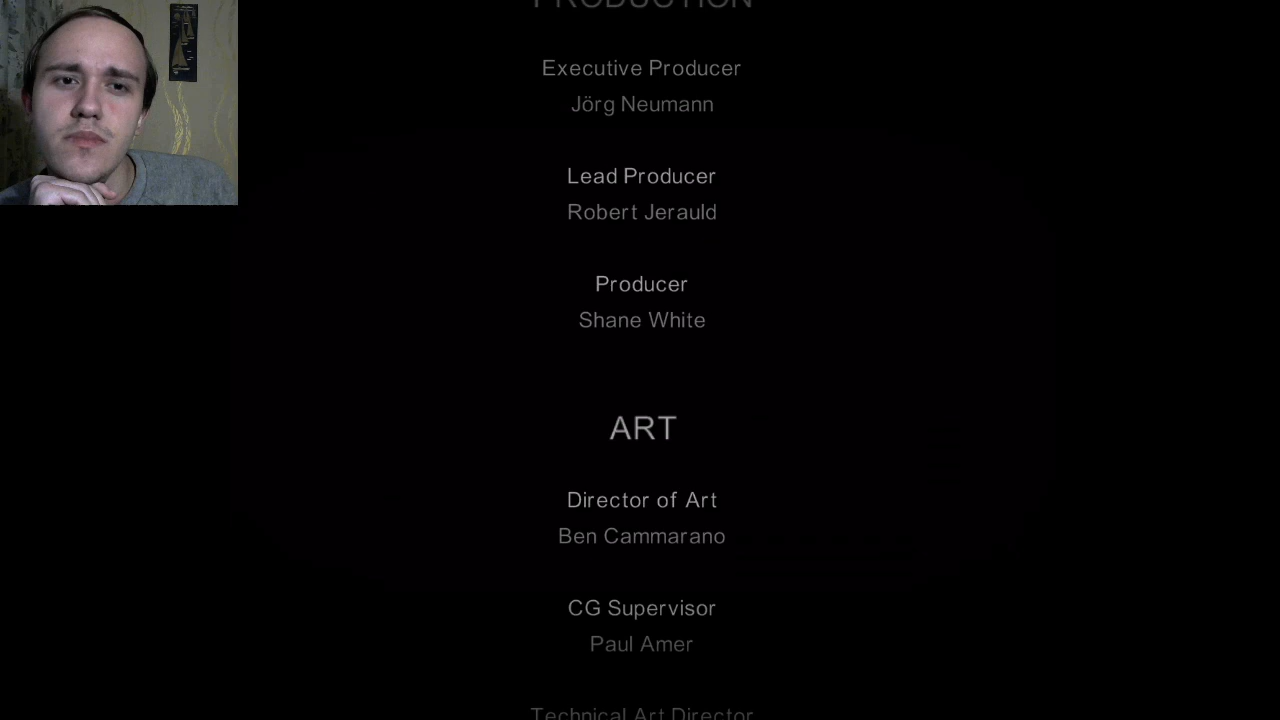 PRODUCTION
Executive Producer
Jörg Neumann
Lead Producer
Robert Jerauld
Producer
Shane White
ART
Director of Art
Ben Cammarano
CG Supervisor
Paul Amer
Technical Art Director